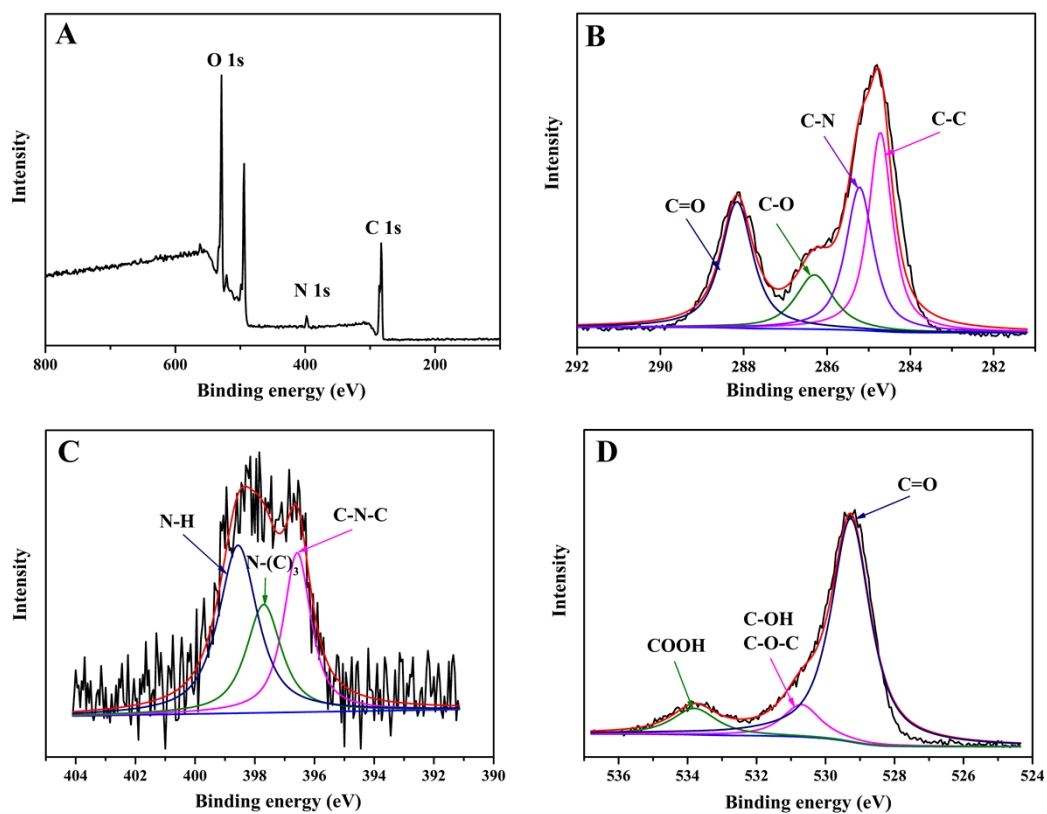 A
O 1s
C 1s
N 1s
Intensity
800
600
400
200
Binding energy (eV)
B
C-N
C-C
C=O
C-O
Intensity
292
290
288
286
284
282
Binding energy (eV)
C
N-H
C-N-C
N-(C)3
Intensity
404
402
400
398
396
394
392
390
Binding energy (eV)
D
C=O
C-OH
C-O-C
COOH
Intensity
536
534
532
530
528
526
524
Binding energy (eV)